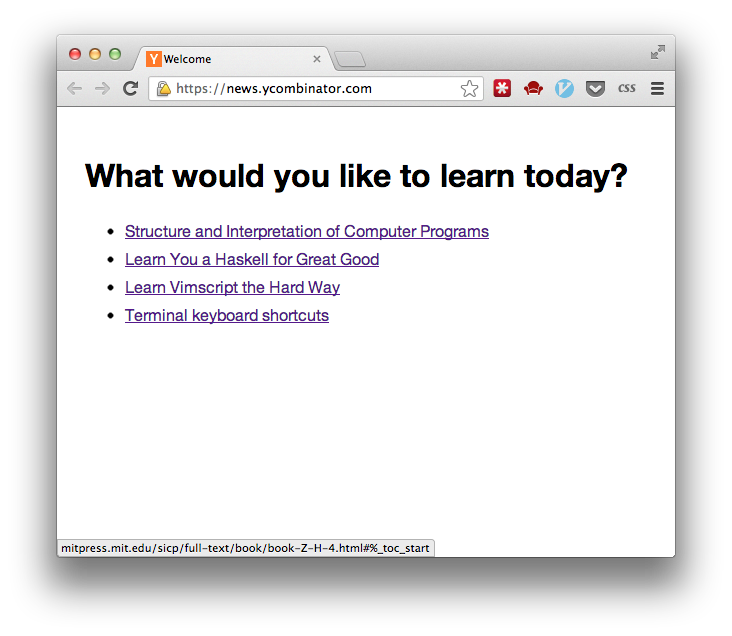 Y Welcome
https://news.ycombinator.com
css
What would you like to learn today?
Structure and Interpretation of Computer Programs
Learn You a Haskell for Great Good
Learn Vimscript the Hard Way
Terminal keyboard shortcuts
mitpress.mit.edu/sicp/full-text/book/book-Z-H-4.html#%_toc_start